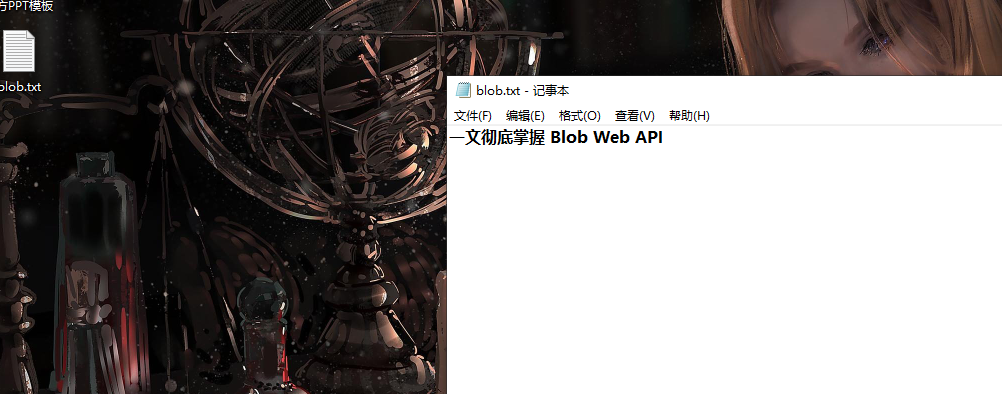 方PPT模板
blob.txt
blob.txt - 记事本
文件(F) 编辑(E) 格式(O) 查看(V) 帮助(H)
一文彻底掌握 Blob Web API